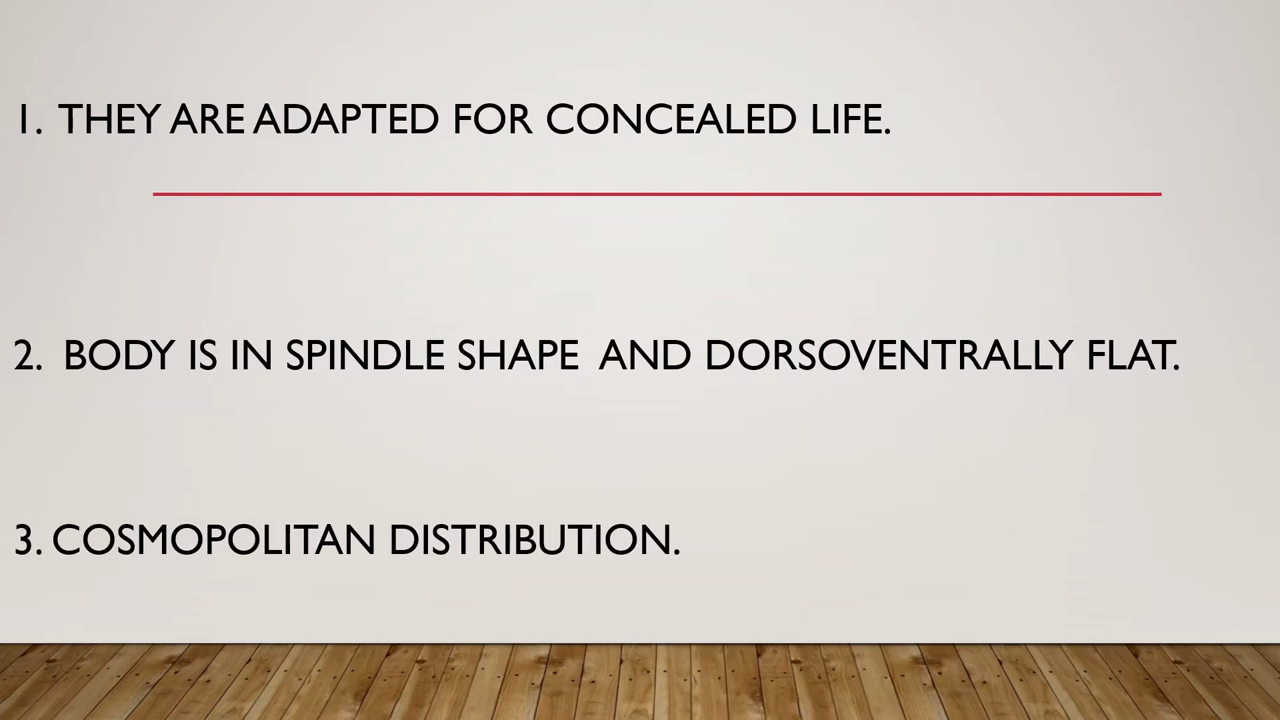 1. THEY ARE ADAPTED FOR CONCEALED LIFE.
2. BODY IS IN SPINDLE SHAPE AND DORSOVENTRALLY FLAT.
3. COSMOPOLITAN DISTRIBUTION.